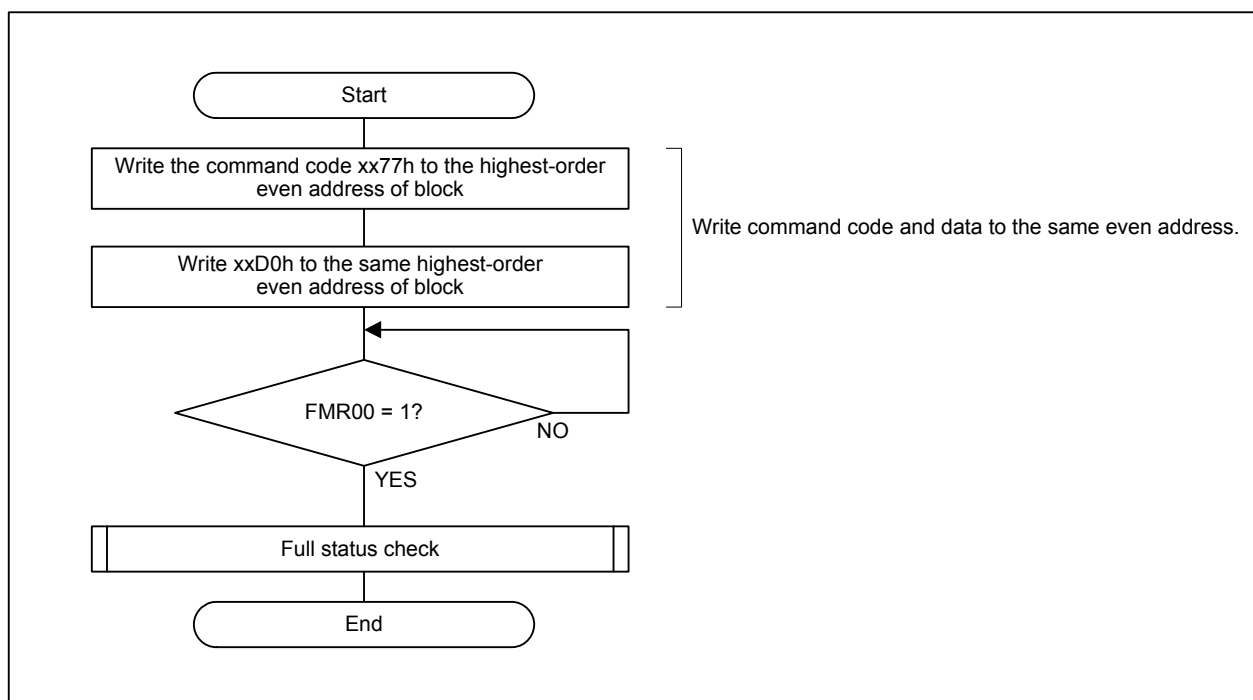 Start
Write the command code xx77h to the highest-order
even address of block
Write command code and data to the same even address.
Write xxD0h to the same highest-order
even address of block
FMR00 = 1?
NO
YES
Full status check
End